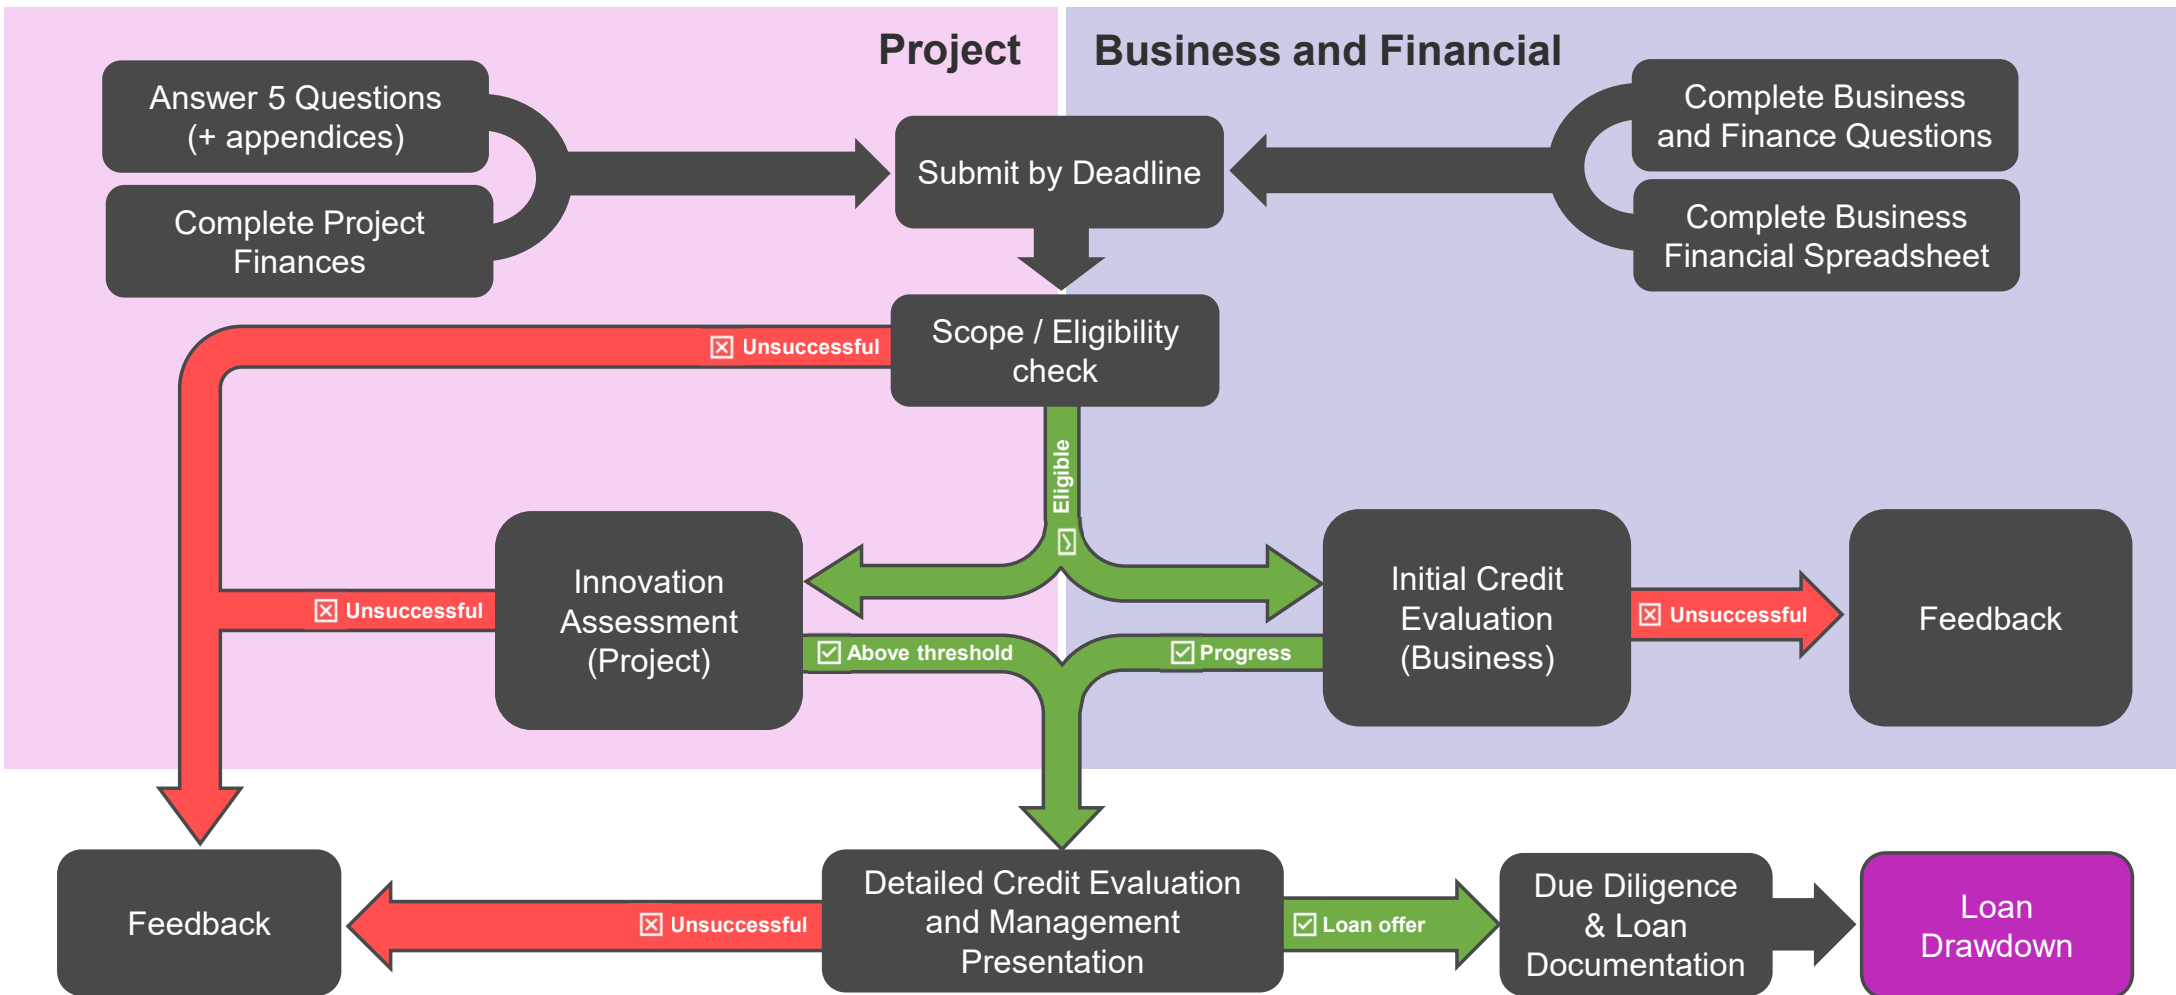 Project
Business and Financial
Answer 5 Questions
(+ appendices)
Complete Project
Finances
Submit by Deadline
Complete Business
and Finance Questions
Complete Business
Financial Spreadsheet
Scope / Eligibility
check
Unsuccessful
Eligible
Innovation
Assessment
(Project)
Unsuccessful
Above threshold
Progress
Initial Credit
Evaluation
(Business)
Unsuccessful
Feedback
Feedback
Unsuccessful
Detailed Credit Evaluation
and Management
Presentation
Loan offer
Due Diligence
& Loan
Documentation
Loan
Drawdown